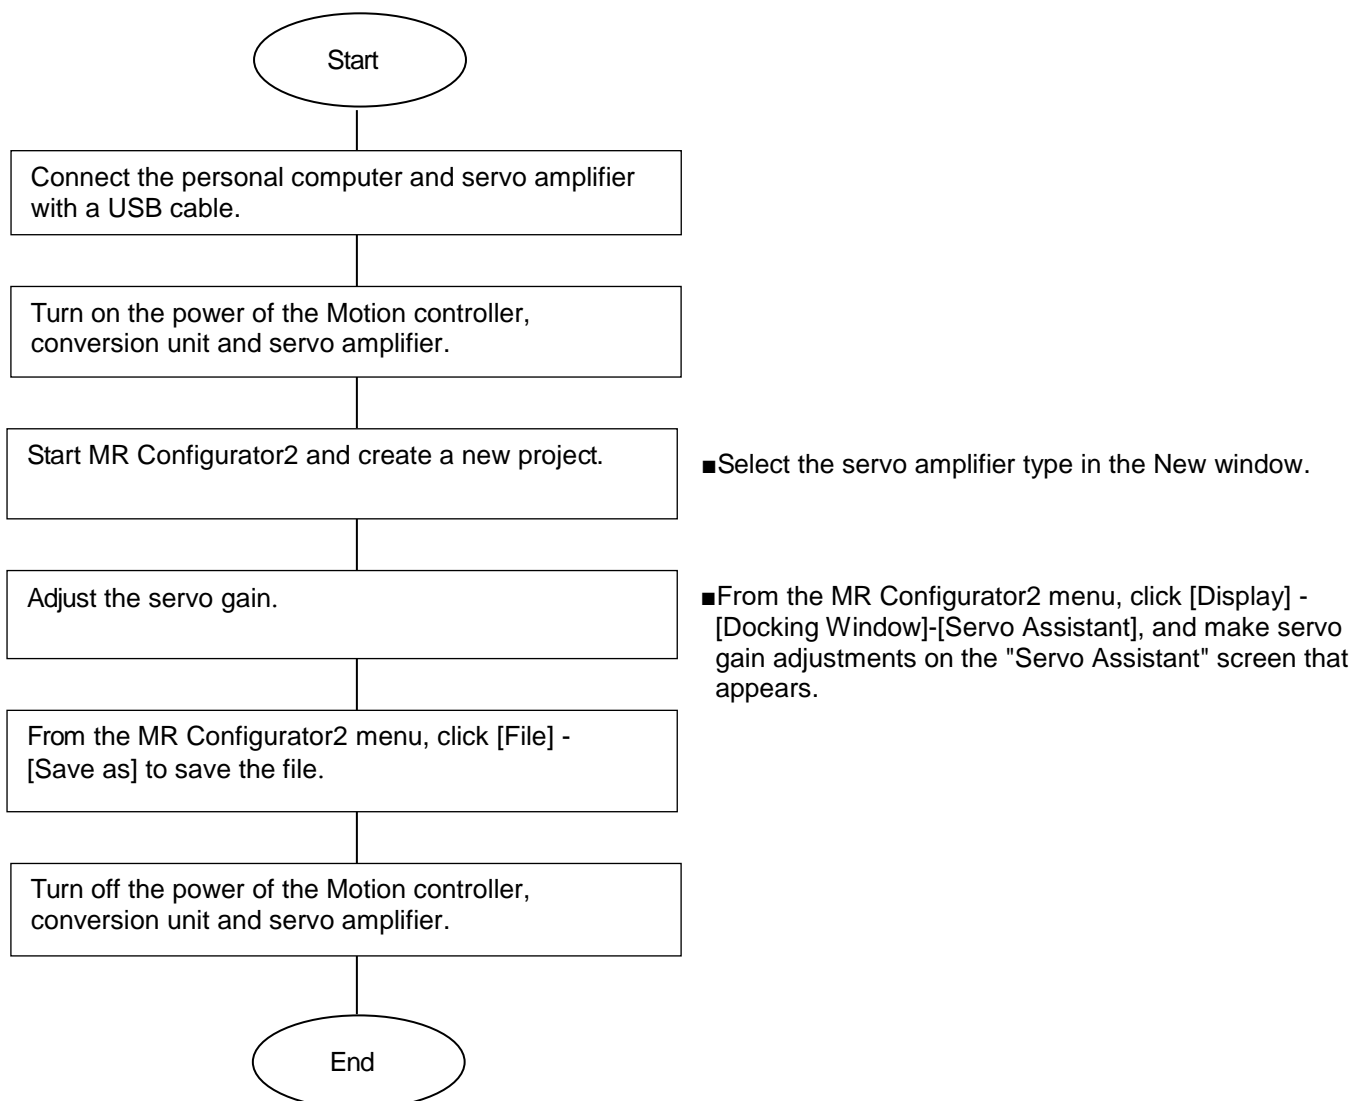 Start
Connect the personal computer and servo amplifier
with a USB cable.
Turn on the power of the Motion controller,
conversion unit and servo amplifier.
Start MR Configurator2 and create a new project.
■Select the servo amplifier type in the New window.
Adjust the servo gain.
■From the MR Configurator2 menu, click [Display] -
[Docking Window]-[Servo Assistant], and make servo
gain adjustments on the "Servo Assistant" screen that
appears.
From the MR Configurator2 menu, click [File] -
[Save as] to save the file.
Turn off the power of the Motion controller,
conversion unit and servo amplifier.
End